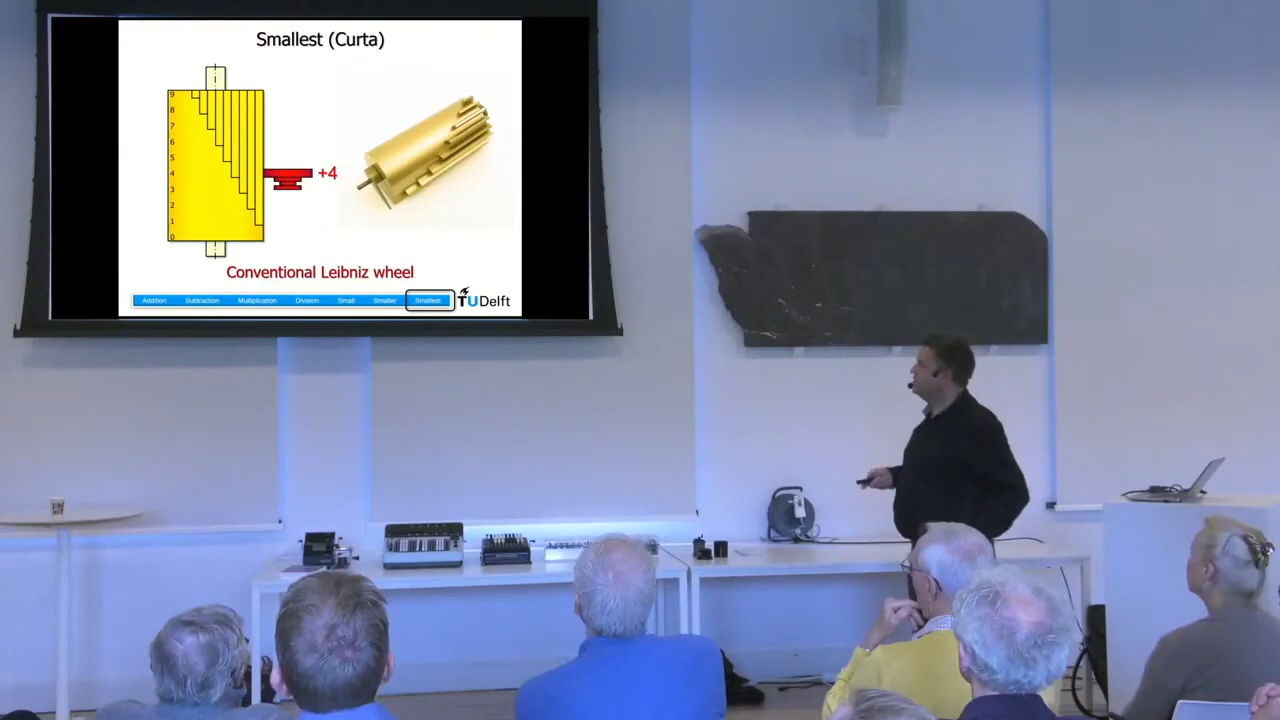 Smallest (Curta)
9
8
7
6
5
4
3
2
1
0
+4
Conventional Leibniz wheel
Addition Subtraction Multiplication Division Small Smaller Smallest
TUDelft